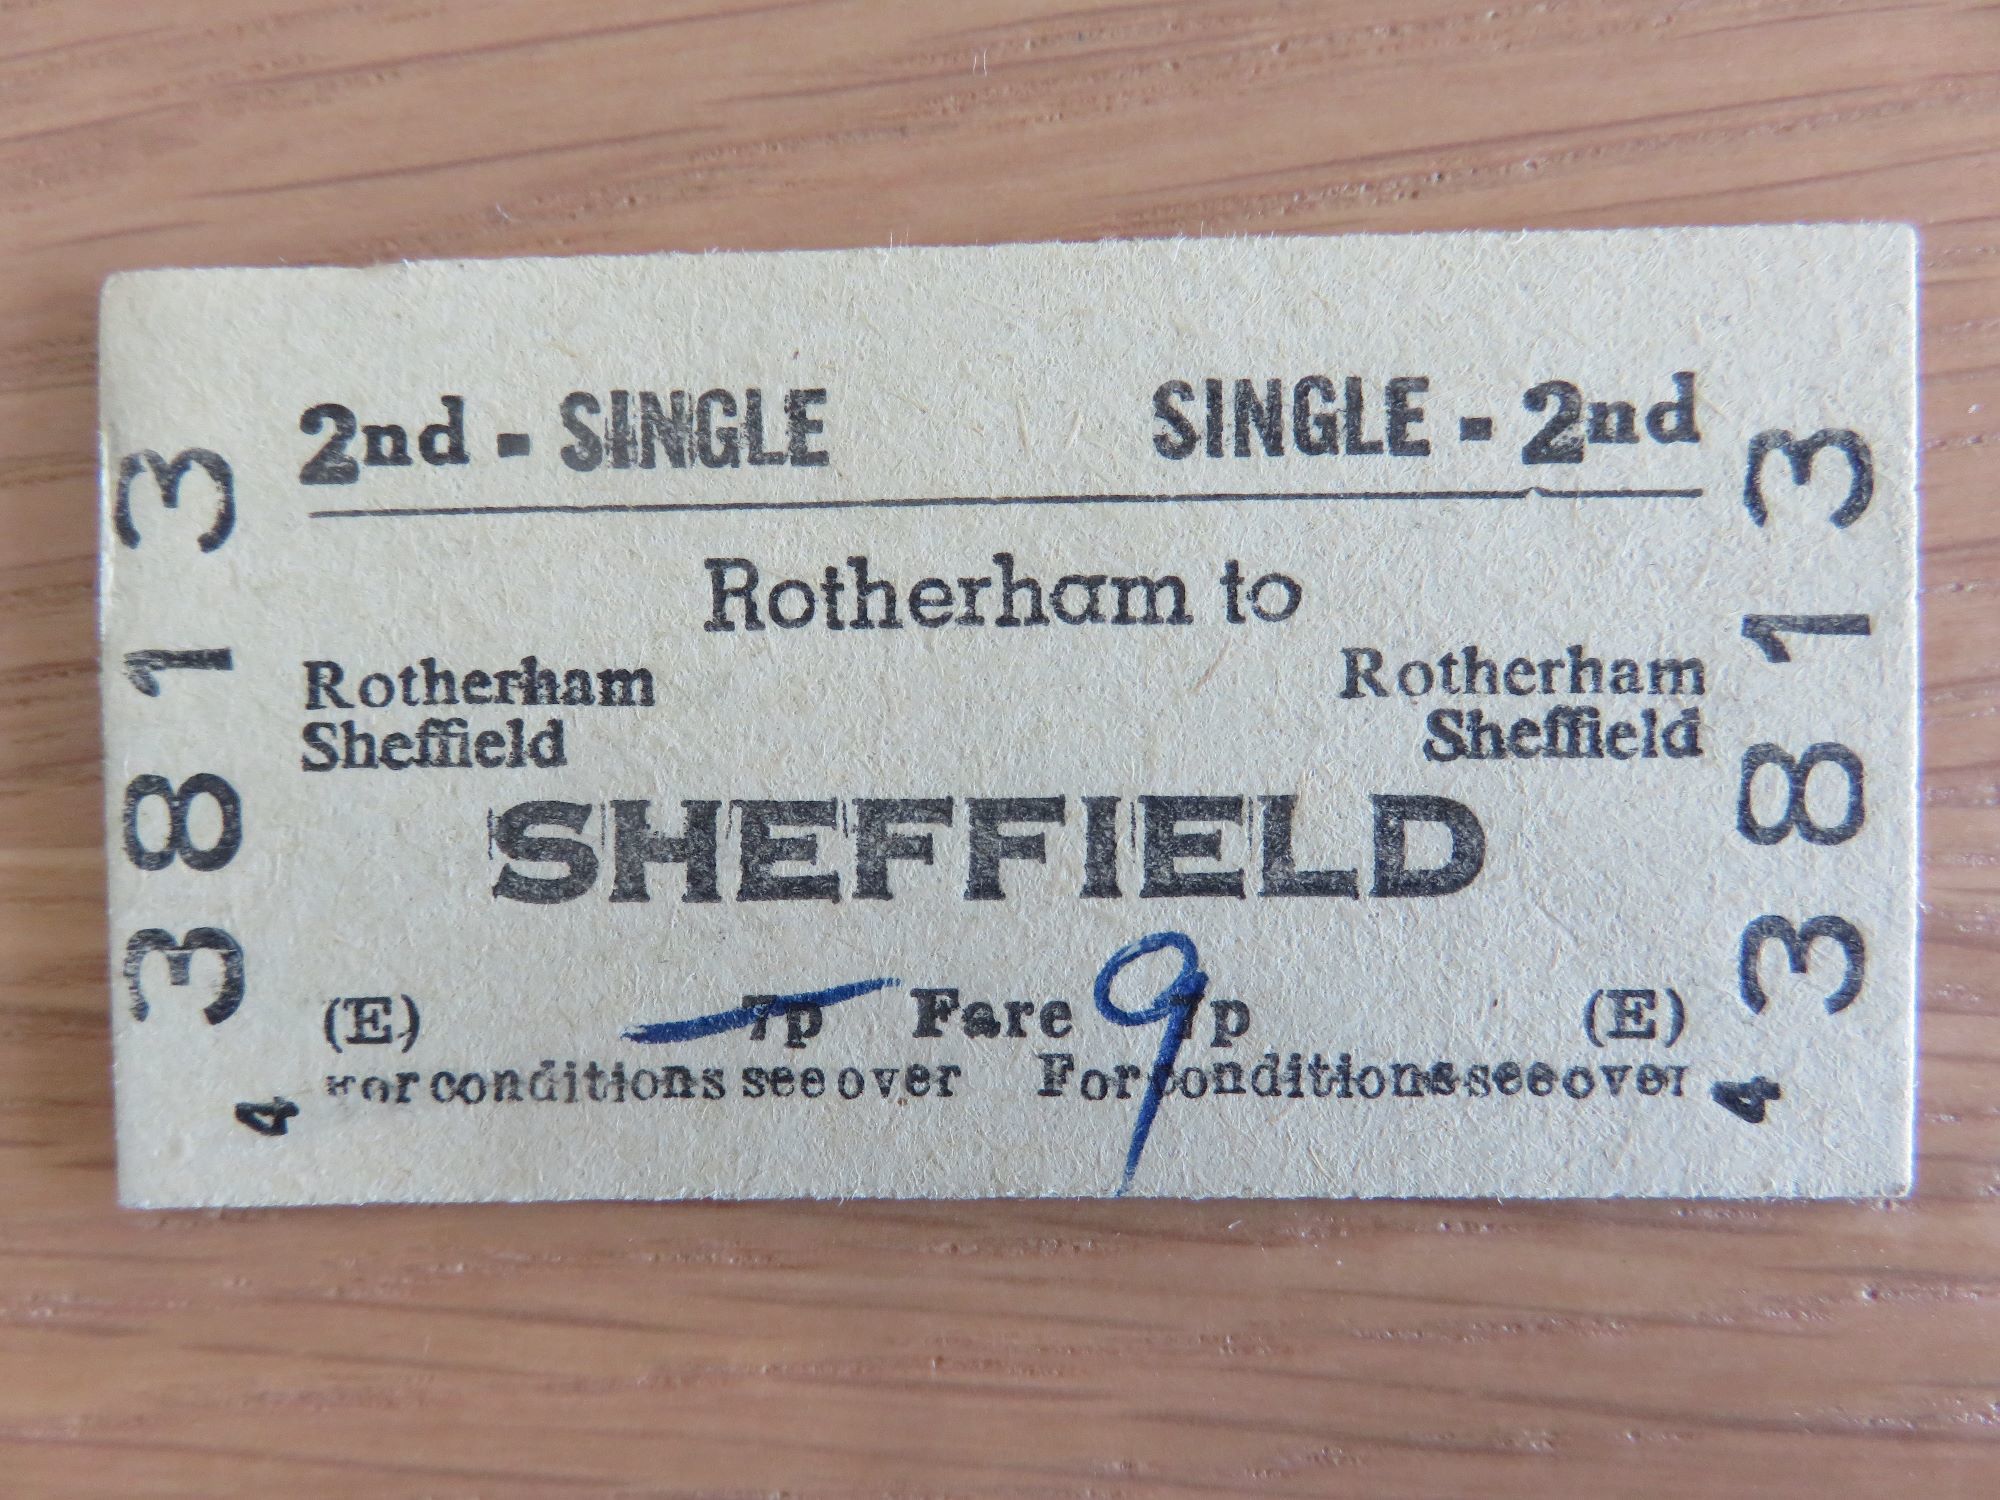 2nd - SINGLE SINGLE - 2nd
Rotherham to
Rotherham Rotherham
Sheffield Sheffield
SHEFFIELD
(E) 7p Fare 9 7p (E)
For conditions see over For conditions see over
4 4
3813 3813